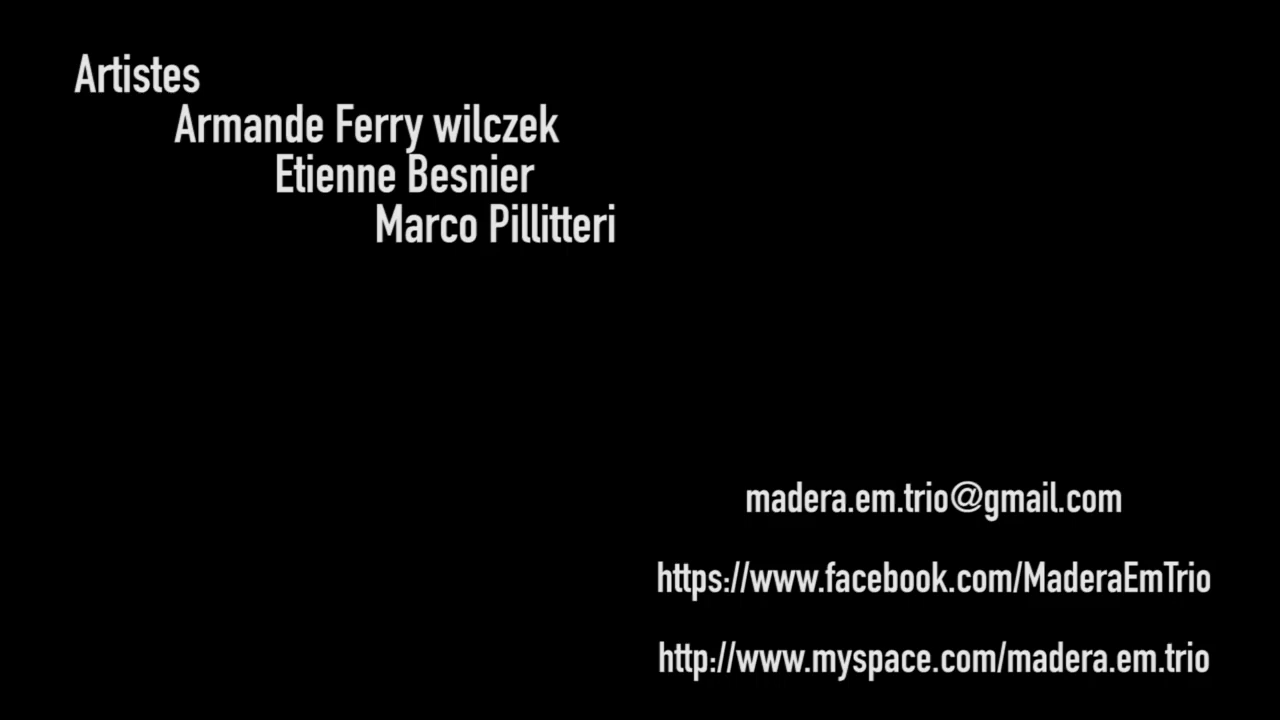 Artistes
Armande Ferry wilczek
Etienne Besnier
Marco Pillitteri
madera.em.trio@gmail.com
https://www.facebook.com/MaderaEmTrio
http://www.myspace.com/madera.em.trio